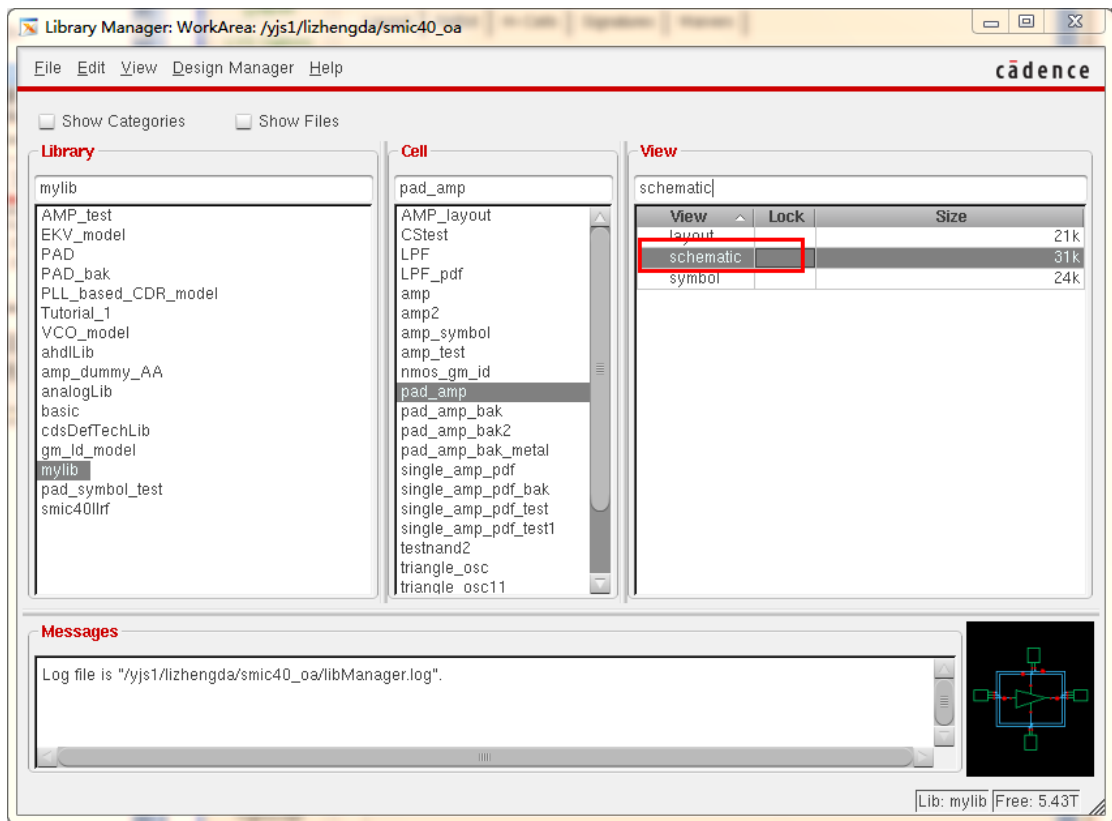 Library Manager: WorkArea: /yjs1/lizhengda/smic40_oa
File Edit View Design Manager Help
cādence
Show Categories Show Files
Library
mylib
AMP_test
EKV_model
PAD
PAD_bak
PLL_based_CDR_model
Tutorial_1
VCO_model
ahdlLib
amp_dummy_AA
analogLib
basic
cdsDefTechLib
gm_Id_model
mylib
pad_symbol_test
smic40llrf
Cell
pad_amp
AMP_layout
CStest
LPF
LPF_pdf
amp
amp2
amp_symbol
amp_test
nmos_gm_id
pad_amp
pad_amp_bak
pad_amp_bak2
pad_amp_bak_metal
single_amp_pdf
single_amp_pdf_bak
single_amp_pdf_test
single_amp_pdf_test1
testnand2
triangle_osc
triangle_osc11
View
schematic
View Lock Size
layout 21k
schematic 31k
symbol 24k
Messages
Log file is "/yjs1/lizhengda/smic40_oa/libManager.log".
Lib: mylib Free: 5.43T